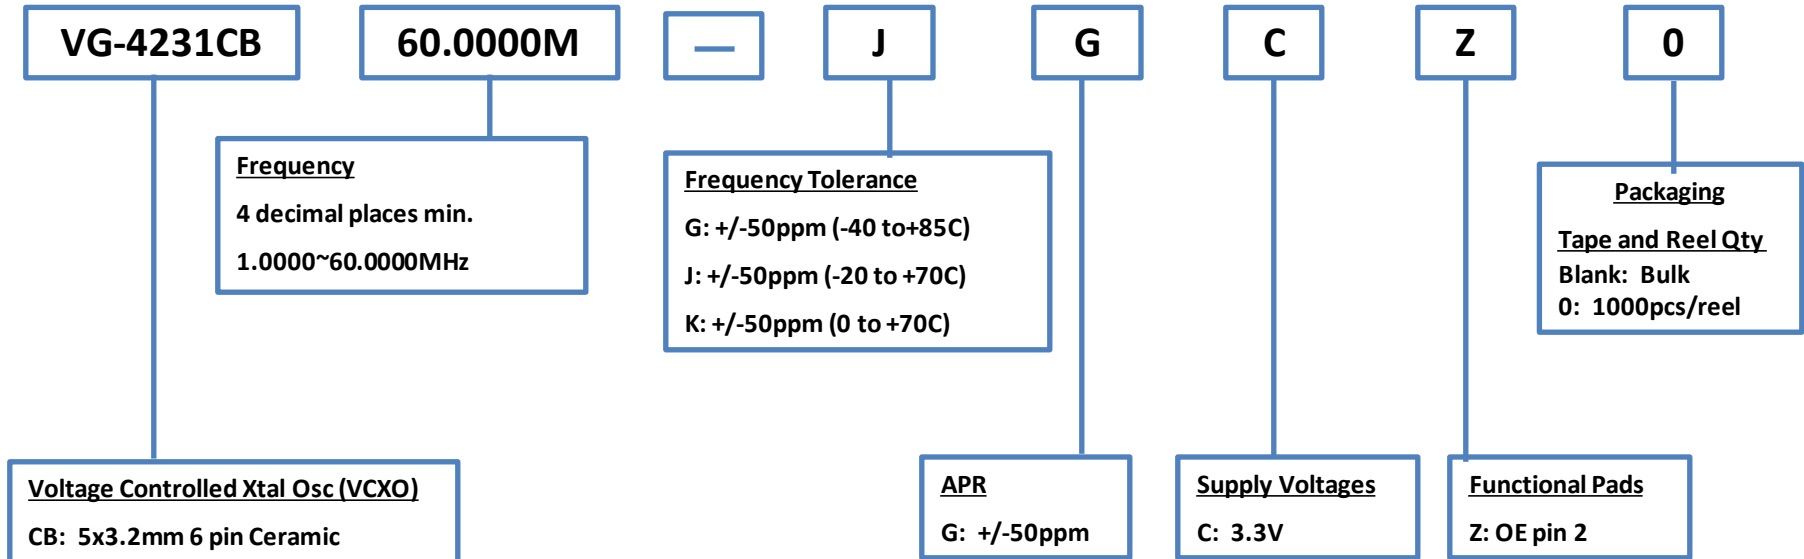 VG-4231CB 60.0000M — J G C Z 0
Frequency
4 decimal places min.
1.0000~60.0000MHz
Frequency Tolerance
G: +/-50ppm (-40 to+85C)
J: +/-50ppm (-20 to +70C)
K: +/-50ppm (0 to +70C)
Packaging
Tape and Reel Qty
Blank: Bulk
0: 1000pcs/reel
Voltage Controlled Xtal Osc (VCXO)
CB: 5x3.2mm 6 pin Ceramic
APR
G: +/-50ppm
Supply Voltages
C: 3.3V
Functional Pads
Z: OE pin 2